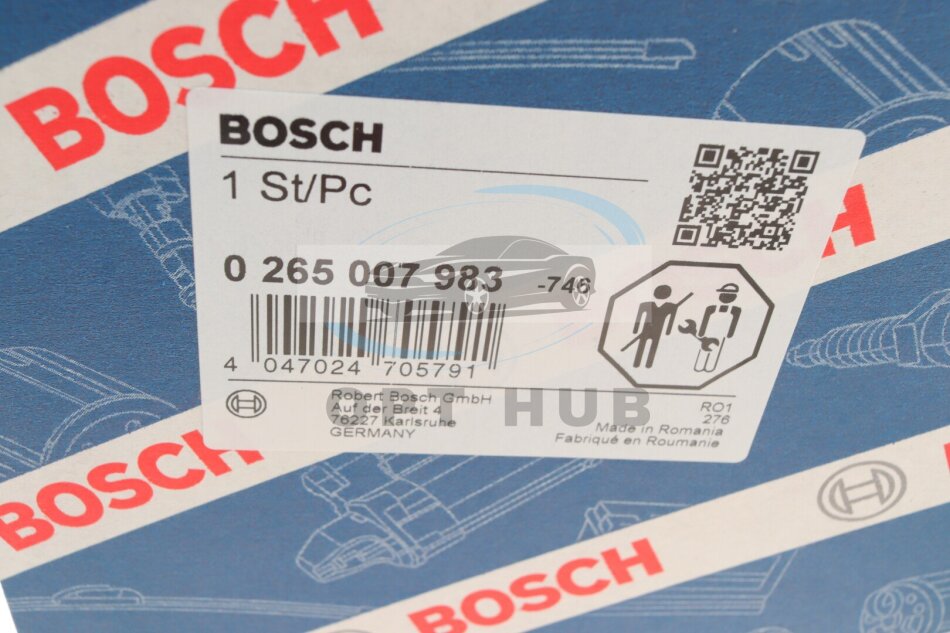 BOSCH
BOSCH
1 St/Pc
0 265 007 983 -746
4 047024 705791
Robert Bosch GmbH
Auf der Breit 4
76227 Karlsruhe
GERMANY
RO1
276
Made in Romania
Fabriqué en Roumanie
OPT HUB
CH
BOSCH
BOSCH